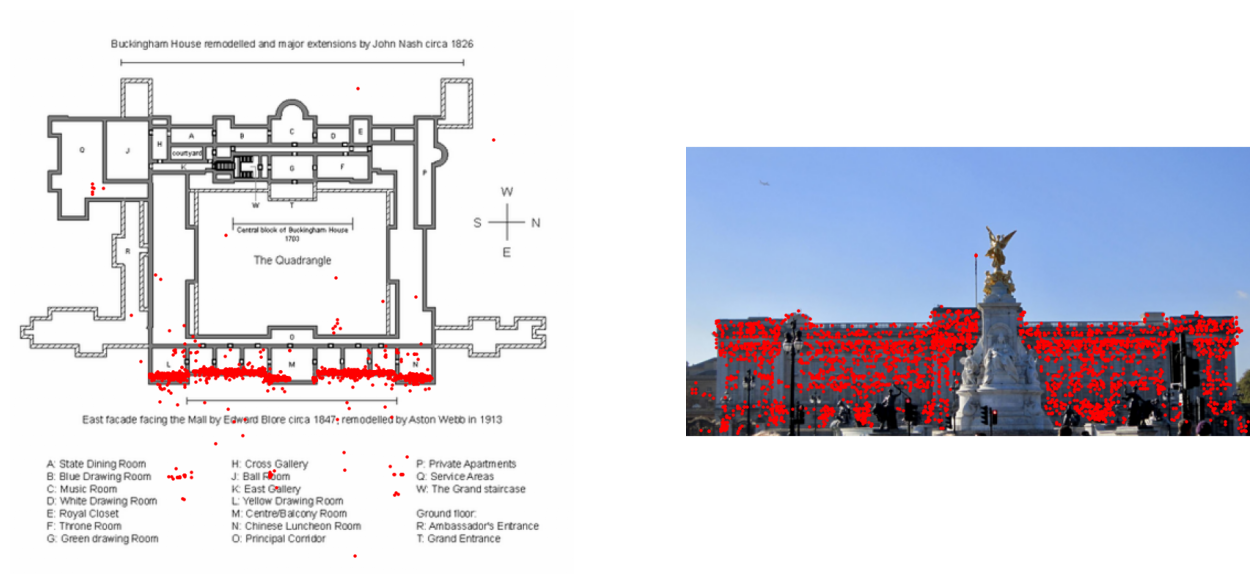 Buckingham House remodelled and major extensions by John Nash circa 1826
E
A
B
C
D
H
Q
J
courtyard
K
G
F
P
W
T
W
S
N
E
Central block of Buckingham House
1703
R
The Quadrangle
O
L
M
N
East facade facing the Mall by Edward Blore circa 1847, remodelled by Aston Webb in 1913
A: State Dining Room
B: Blue Drawing Room
C: Music Room
D: White Drawing Room
E: Royal Closet
F: Throne Room
G: Green drawing Room
H: Cross Gallery
J: Ball Room
K: East Gallery
L: Yellow Drawing Room
M: Centre/Balcony Room
N: Chinese Luncheon Room
O: Principal Corridor
P: Private Apartments
Q: Service Areas
W: The Grand staircase
Ground floor:
R: Ambassador's Entrance
T: Grand Entrance